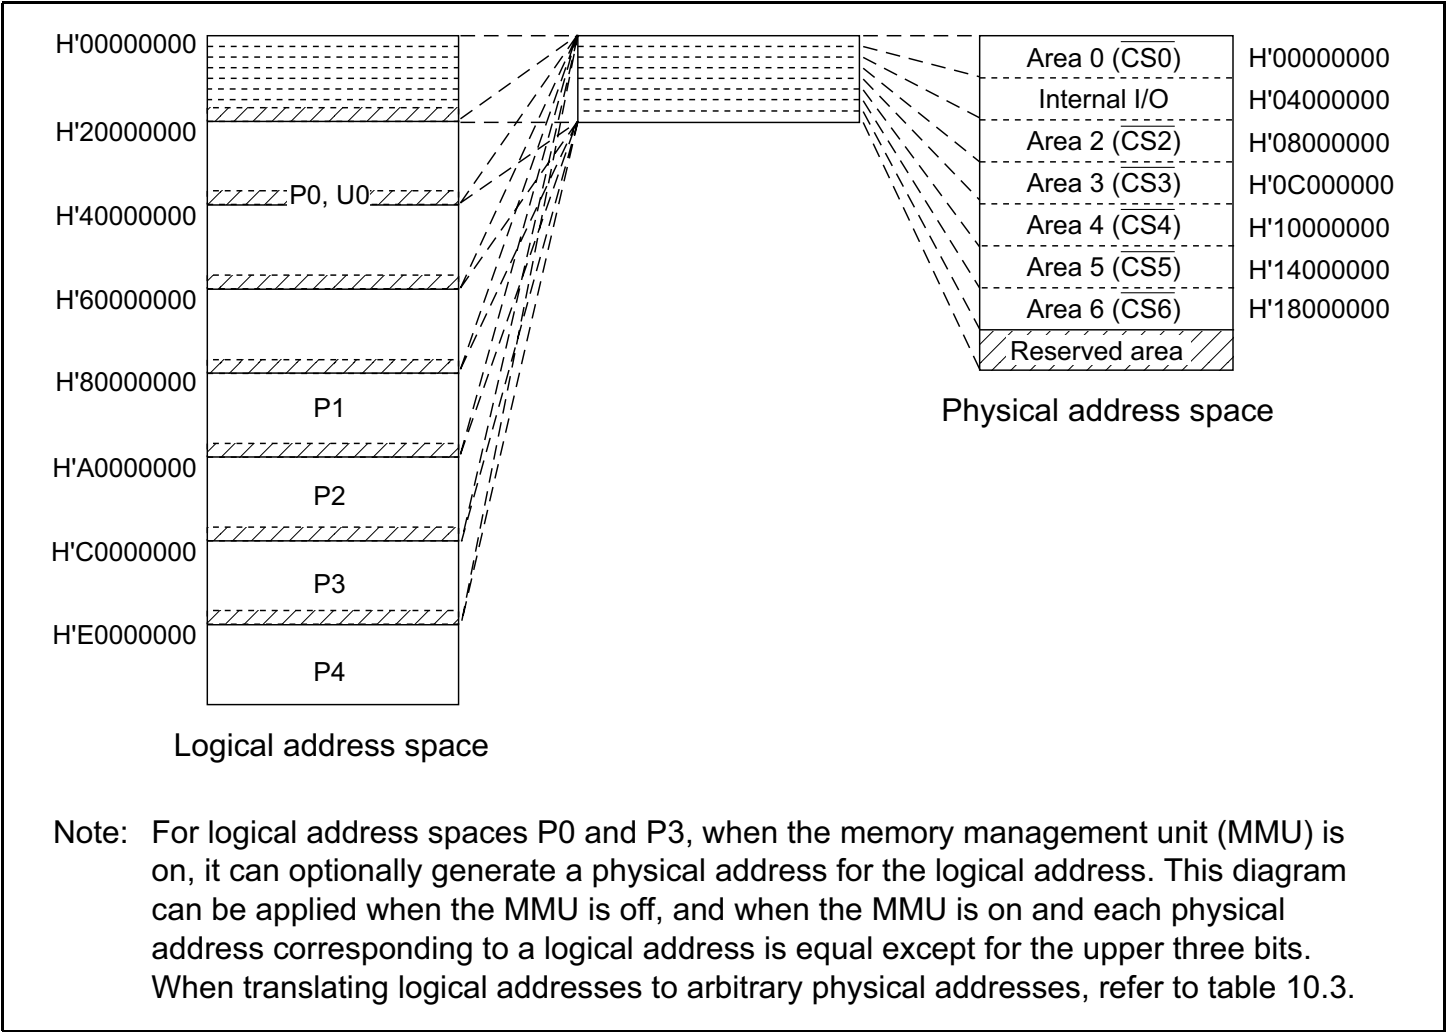 H'00000000
H'20000000
P0, U0
H'40000000
H'60000000
H'80000000
P1
H'A0000000
P2
H'C0000000
P3
H'E0000000
P4
Logical address space
Area 0 (CS0) H'00000000
Internal I/O H'04000000
Area 2 (CS2) H'08000000
Area 3 (CS3) H'0C000000
Area 4 (CS4) H'10000000
Area 5 (CS5) H'14000000
Area 6 (CS6) H'18000000
Reserved area
Physical address space
Note: For logical address spaces P0 and P3, when the memory management unit (MMU) is
on, it can optionally generate a physical address for the logical address. This diagram
can be applied when the MMU is off, and when the MMU is on and each physical
address corresponding to a logical address is equal except for the upper three bits.
When translating logical addresses to arbitrary physical addresses, refer to table 10.3.